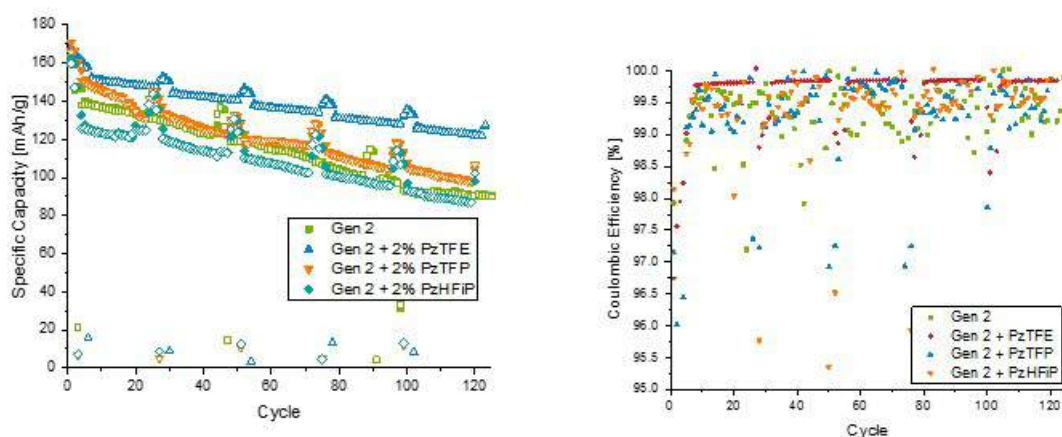 180
160
140
120
100
80
60
40
20
0
Specific Capacity [mAh/g]
Gen 2
Gen 2 + 2% PzTFE
Gen 2 + 2% PzTFP
Gen 2 + 2% PzHFiP
0 20 40 60 80 100 120
Cycle
100.0
99.5
99.0
98.5
98.0
97.5
97.0
96.5
96.0
95.5
95.0
Coulombic Efficiency [%]
Gen 2
Gen 2 + PzTFE
Gen 2 + PzTFP
Gen 2 + PzHFiP
0 20 40 60 80 100 120
Cycle